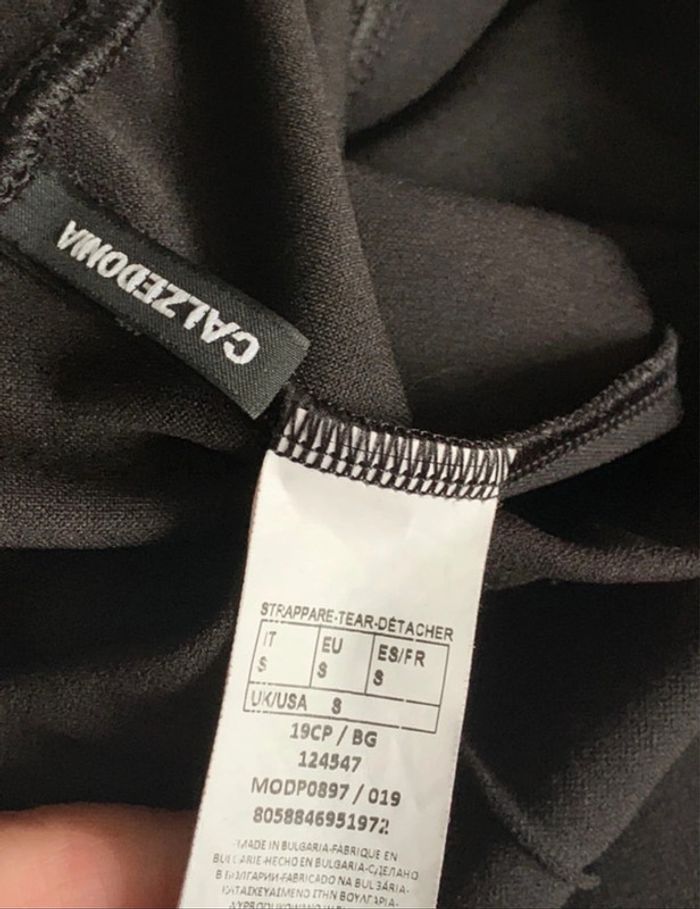 CALZEDONIA
STRAPPARE-TEAR-DÉTACHER
IT EU ES/FR
S S S
UK/USA S
19CP / BG
124547
MODP0897 / 019
8058846951972
MADE IN BULGARIA-FABRIQUE EN
BULGARIE-HECHO EN BULGARIA-СДЕЛАНО
В БЪЛГАРИИ-FABRICADO NA BULGÁRIA-
ΚΑΤΑΣΚΕΥΑΣΜΕΝΟ ΣΤΗΝ ΒΟΥΛΓΑΡΙΑ-